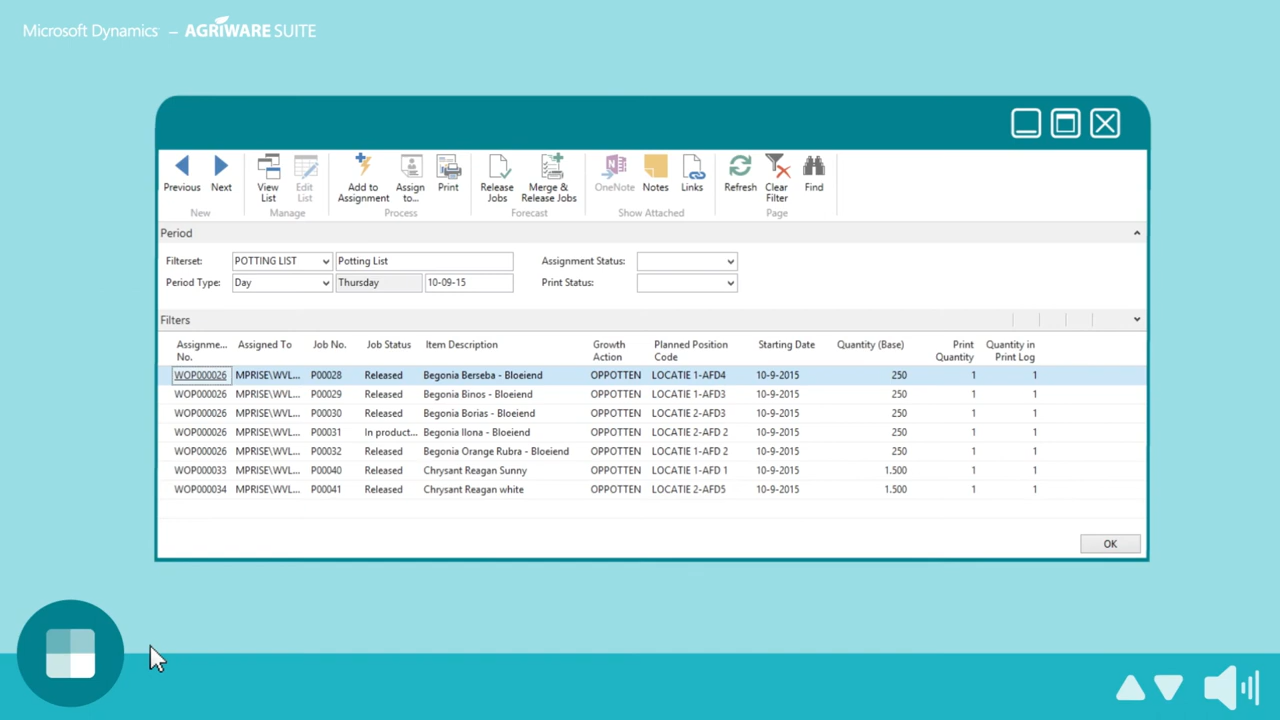 Microsoft Dynamics – AGRIWARE SUITE
Previous Next View List Edit List Add to Assignment Assign to... Print Release Jobs Merge & Release Jobs OneNote Notes Links Refresh Clear Filter Find
New Manage Process Forecast Show Attached Page
Period
Filterset: POTTING LIST Potting List Assignment Status:
Period Type: Day Thursday 10-09-15 Print Status:
Filters
Assignme... No. Assigned To Job No. Job Status Item Description Growth Action Planned Position Code Starting Date Quantity (Base) Print Quantity Quantity in Print Log
WOP000026 MPRISE\WVL... P00028 Released Begonia Berseba - Bloeiend OPPOTTEN LOCATIE 1-AFD4 10-9-2015 250 1 1
WOP000026 MPRISE\WVL... P00029 Released Begonia Binos - Bloeiend OPPOTTEN LOCATIE 1-AFD3 10-9-2015 250 1 1
WOP000026 MPRISE\WVL... P00030 Released Begonia Borias - Bloeiend OPPOTTEN LOCATIE 2-AFD3 10-9-2015 250 1 1
WOP000026 MPRISE\WVL... P00031 In product... Begonia Ilona - Bloeiend OPPOTTEN LOCATIE 2-AFD 2 10-9-2015 250 1 1
WOP000026 MPRISE\WVL... P00032 Released Begonia Orange Rubra - Bloeiend OPPOTTEN LOCATIE 1-AFD 2 10-9-2015 250 1 1
WOP000033 MPRISE\WVL... P00040 Released Chrysant Reagan Sunny OPPOTTEN LOCATIE 1-AFD 1 10-9-2015 1.500 1 1
WOP000034 MPRISE\WVL... P00041 Released Chrysant Reagan white OPPOTTEN LOCATIE 2-AFD5 10-9-2015 1.500 1 1
OK